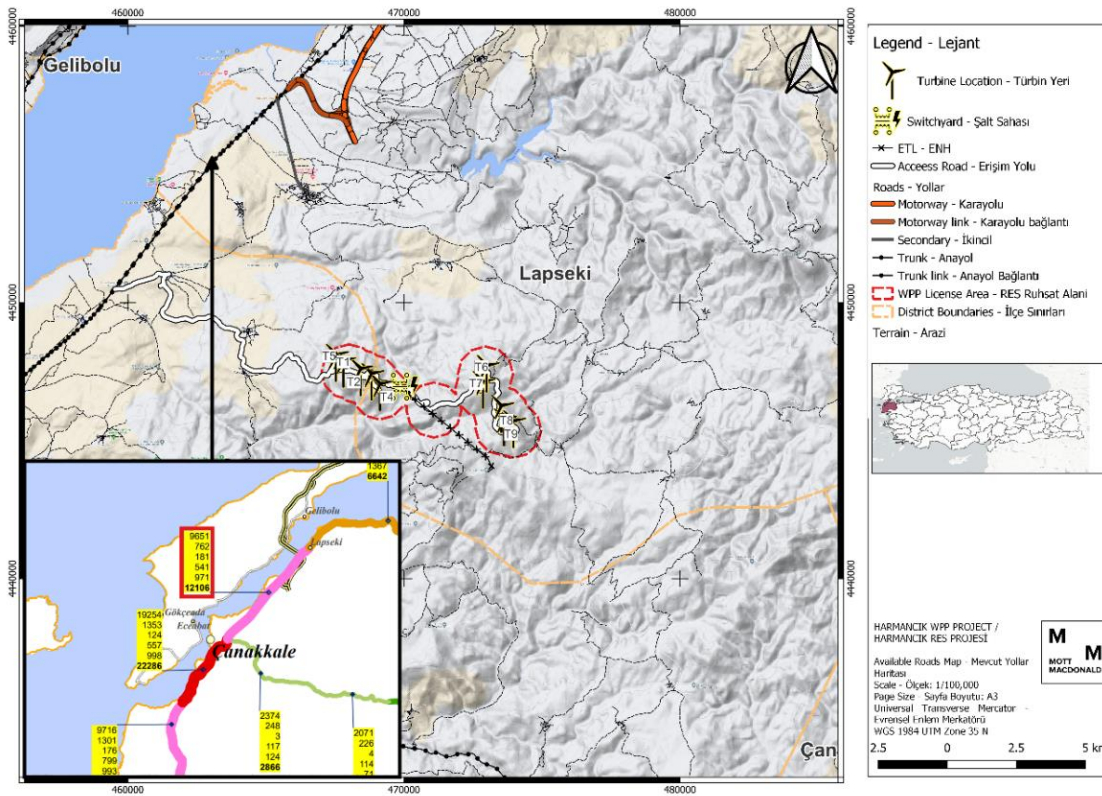 460000
470000
480000
4460000
4460000
Gelibolu
Lapseki
4450000
4450000
T5
T1
T2
T4
T6
T7
T8
T9
4440000
4440000
1367
6642
Gelibolu
Lapseki
9651
762
181
541
971
12106
19254
1353
124
557
998
22286
Gökçeada
Eceabat
Çanakkale
9716
1301
176
799
993
2374
248
3
117
124
2866
2071
226
4
114
71
Çan
460000
470000
480000
Legend - Lejant
Turbine Location - Türbin Yeri
Switchyard - Şalt Sahası
ETL - ENH
Acceess Road - Erişim Yolu
Roads - Yollar
Motorway - Karayolu
Motorway link - Karayolu bağlantı
Secondary - İkincil
Trunk - Anayol
Trunk link - Anayol Bağlantı
WPP License Area - RES Ruhsat Alani
District Boundaries - İlçe Sınırları
Terrain - Arazi
HARMANCIK WPP PROJECT /
HARMANCIK RES PROJESİ
Available Roads Map - Mevcut Yollar
Haritası
Scale - Ölçek: 1/100,000
Page Size - Sayfa Boyutu: A3
Universal Transverse Mercator -
Evrensel Enlem Merkatörü
WGS 1984 UTM Zone 35 N
M
M
MOTT
MACDONALD
2.5 0 2.5 5 km